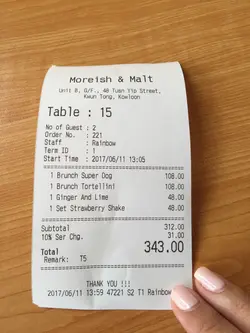 Moreish & Malt
Unit B, G/F., 48 Tsun Yip Street,
Kwun Tong, Kowloon
Table : 15
No of Guest : 2
Order No. : 221
Staff : Rainbow
Term ID : 1
Start Time : 2017/06/11 13:05
1 Brunch Super Dog 108.00
1 Brunch Tortellini 108.00
1 Ginger And Lime 48.00
1 Set Strawberry Shake 48.00
Subtotal 312.00
10% Ser Chg. 31.00
Total 343.00
Remark: T5
THANK YOU !!!
2017/06/11 13:59 47221 S2 T1 Rainbow